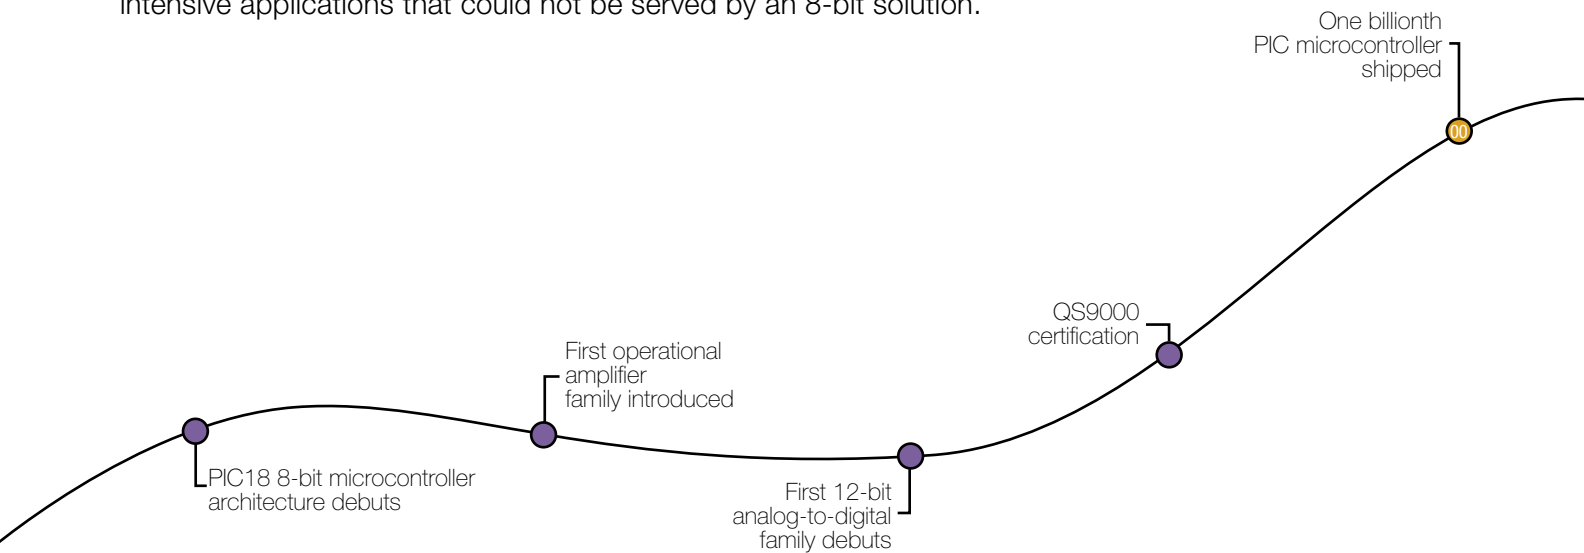 intensive applications that could not be served by an 8-bit solution.
One billionth
PIC microcontroller
shipped
00
QS9000
certification
First operational
amplifier
family introduced
PIC18 8-bit microcontroller
architecture debuts
First 12-bit
analog-to-digital
family debuts